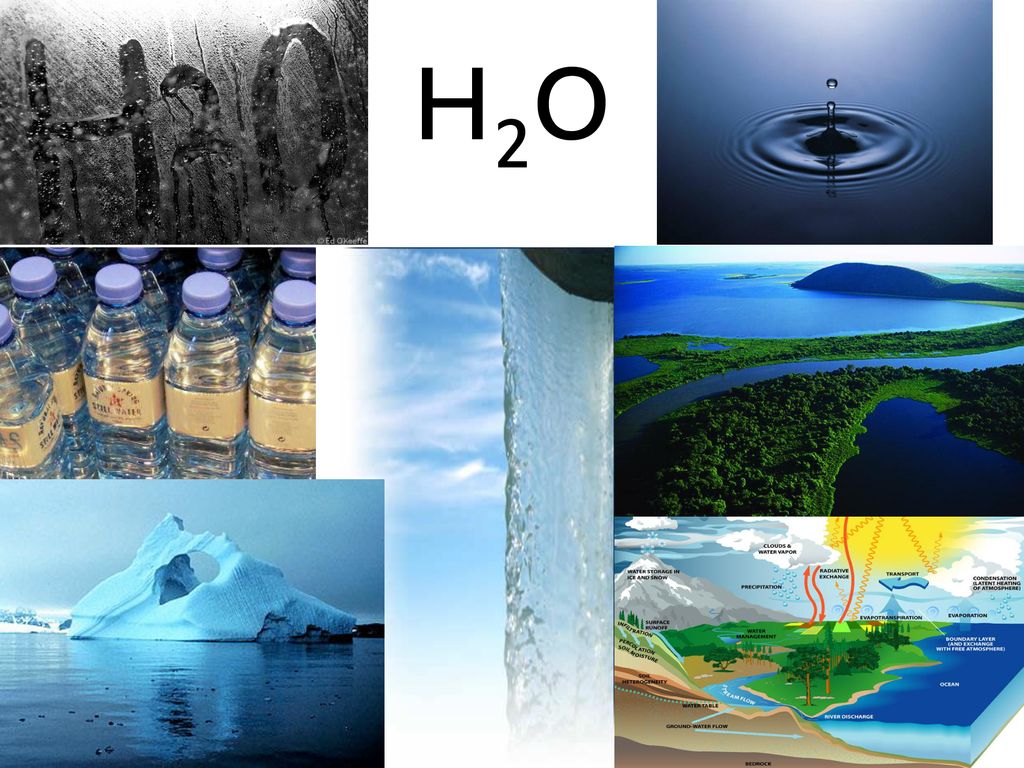 H2O
© Ed O'Keeffe
H₂O
STILL WATER
CLOUDS &
WATER VAPOR
WATER STORAGE IN
ICE AND SNOW
PRECIPITATION
RADIATIVE
EXCHANGE
TRANSPORT
CONDENSATION
(LATENT HEATING
OF ATMOSPHERE)
SURFACE
RUNOFF
EVAPOTRANSPIRATION
EVAPORATION
INFILTRATION
WATER
MANAGEMENT
PERCOLATION
SOIL MOISTURE
BOUNDARY LAYER
(AND EXCHANGE
WITH FREE ATMOSPHERE)
SOIL
HETEROGENEITY
OCEAN
STREAM FLOW
WATER TABLE
RIVER DISCHARGE
GROUND-WATER FLOW
BEDROCK